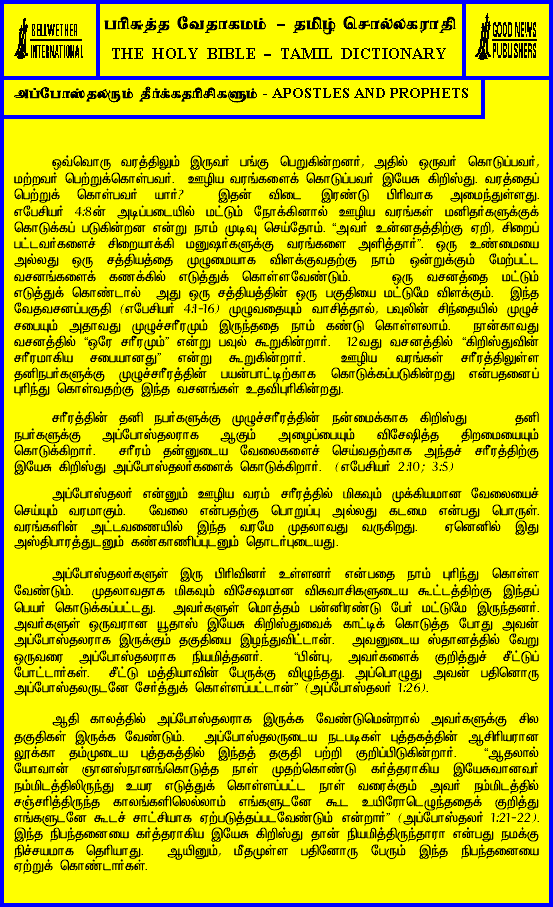 BELLWETHER
INTERNATIONAL
பரிசுத்த வேதாகமம் – தமிழ் சொல்லகராதி
THE HOLY BIBLE – TAMIL DICTIONARY
GOOD NEWS
PUBLISHERS
அப்போஸ்தலரும் தீர்க்கதரிசிகளும் - APOSTLES AND PROPHETS
ஒவ்வொரு வரத்திலும் இருவர் பங்கு பெறுகின்றனர், அதில் ஒருவர் கொடுப்பவர்,
மற்றவர் பெற்றுக்கொள்பவர். ஊழிய வரங்களைக் கொடுப்பவர் இயேசு கிறிஸ்து. வரத்தைப்
பெற்றுக் கொள்பவர் யார்? இதன் விடை இரண்டு பிரிவாக அமைந்துள்ளது.
எபேசியர் 4:8ன் அடிப்படையில் மட்டும் நோக்கினால் ஊழிய வரங்கள் மனிதர்களுக்குக்
கொடுக்கப் படுகின்றன என்று நாம் முடிவு செய்தோம். “அவர் உன்னதத்திற்கு ஏறி, சிறைப்
பட்டவர்களைச் சிறையாக்கி மனுஷர்களுக்கு வரங்களை அளித்தார்”. ஒரு உண்மையை
அல்லது ஒரு சத்தியத்தை முழுமையாக விளக்குவதற்கு நாம் ஒன்றுக்கும் மேற்பட்ட
வசனங்களைக் கணக்கில் எடுத்துக் கொள்ளவேண்டும். ஒரு வசனத்தை மட்டும்
எடுத்துக் கொண்டால் அது ஒரு சத்தியத்தின் ஒரு பகுதியை மட்டுமே விளக்கும். இந்த
வேதவசனப்பகுதி (எபேசியர் 4:1-16) முழுவதையும் வாசித்தால், பவுலின் சிந்தையில் முழுச்
சபையும் அதாவது முழுச்சரீரமும் இருந்ததை நாம் கண்டு கொள்ளலாம். நான்காவது
வசனத்தில் “ஒரே சரீரமும்” என்று பவுல் கூறுகின்றார். 12வது வசனத்தில் “கிறிஸ்துவின்
சரீரமாகிய சபையானது” என்று கூறுகின்றார். ஊழிய வரங்கள் சரீரத்திலுள்ள
தனிநபர்களுக்கு முழுச்சரீரத்தின் பயன்பாட்டிற்காக கொடுக்கப்படுகின்றது என்பதனைப்
புரிந்து கொள்வதற்கு இந்த வசனங்கள் உதவிபுரிகின்றது.
சரீரத்தின் தனி நபர்களுக்கு முழுச்சரீரத்தின் நன்மைக்காக கிறிஸ்து தனி
நபர்களுக்கு அப்போஸ்தலராக ஆகும் அழைப்பையும் விசேஷித்த திறமையையும்
கொடுக்கிறார். சரீரம் தன்னுடைய வேலைகளைச் செய்வதற்காக அந்தச் சரீரத்திற்கு
இயேசு கிறிஸ்து அப்போஸ்தலர்களைக் கொடுக்கிறார். (எபேசியர் 2:10; 3:5)
அப்போஸ்தலர் என்னும் ஊழிய வரம் சரீரத்தில் மிகவும் முக்கியமான வேலையைச்
செய்யும் வரமாகும். வேலை என்பதற்கு பொறுப்பு அல்லது கடமை என்பது பொருள்.
வரங்களின் அட்டவணையில் இந்த வரமே முதலாவது வருகிறது. ஏனெனில் இது
அஸ்திபாரத்துடனும் கண்காணிப்புடனும் தொடர்புடையது.
அப்போஸ்தலர்களுள் இரு பிரிவினர் உள்ளனர் என்பதை நாம் புரிந்து கொள்ள
வேண்டும். முதலாவதாக மிகவும் விசேஷமான விசுவாசிகளுடைய கூட்டத்திற்கு இந்தப்
பெயர் கொடுக்கப்பட்டது. அவர்களுள் மொத்தம் பன்னிரண்டு பேர் மட்டுமே இருந்தனர்.
அவர்களுள் ஒருவரான யூதாஸ் இயேசு கிறிஸ்துவைக் காட்டிக் கொடுத்த போது அவன்
அப்போஸ்தலராக இருக்கும் தகுதியை இழந்துவிட்டான். அவனுடைய ஸ்தானத்தில் வேறு
ஒருவரை அப்போஸ்தலராக நியமித்தனர். “பின்பு, அவர்களைக் குறித்துச் சீட்டுப்
போட்டார்கள். சீட்டு மத்தியாவின் பேருக்கு விழுந்தது. அப்பொழுது அவன் பதினொரு
அப்போஸ்தலருடனே சேர்த்துக் கொள்ளப்பட்டான்” (அப்போஸ்தலர் 1:26).
ஆதி காலத்தில் அப்போஸ்தலராக இருக்க வேண்டுமென்றால் அவர்களுக்கு சில
தகுதிகள் இருக்க வேண்டும். அப்போஸ்தலருடைய நடபடிகள் புத்தகத்தின் ஆசிரியரான
லூக்கா தம்முடைய புத்தகத்தில் இந்தத் தகுதி பற்றி குறிப்பிடுகின்றார். “ஆதலால்
யோவான் ஞானஸ்நானங்கொடுத்த நாள் முதற்கொண்டு கர்த்தராகிய இயேசுவானவர்
நம்மிடத்திலிருந்து உயர எடுத்துக் கொள்ளப்பட்ட நாள் வரைக்கும் அவர் நம்மிடத்தில்
சஞ்சரித்திருந்த காலங்களிலெல்லாம் எங்களுடனே கூட உயிரோடெழுந்ததைக் குறித்து
எங்களுடனே கூடச் சாட்சியாக ஏற்படுத்தப்படவேண்டும் என்றார்” (அப்போஸ்தலர் 1:21-22).
இந்த நிபந்தனையை கர்த்தராகிய இயேசு கிறிஸ்து தான் நியமித்திருந்தாரா என்பது நமக்கு
நிச்சயமாக தெரியாது. ஆயினும், மீதமுள்ள பதினோரு பேரும் இந்த நிபந்தனையை
ஏற்றுக் கொண்டார்கள்.